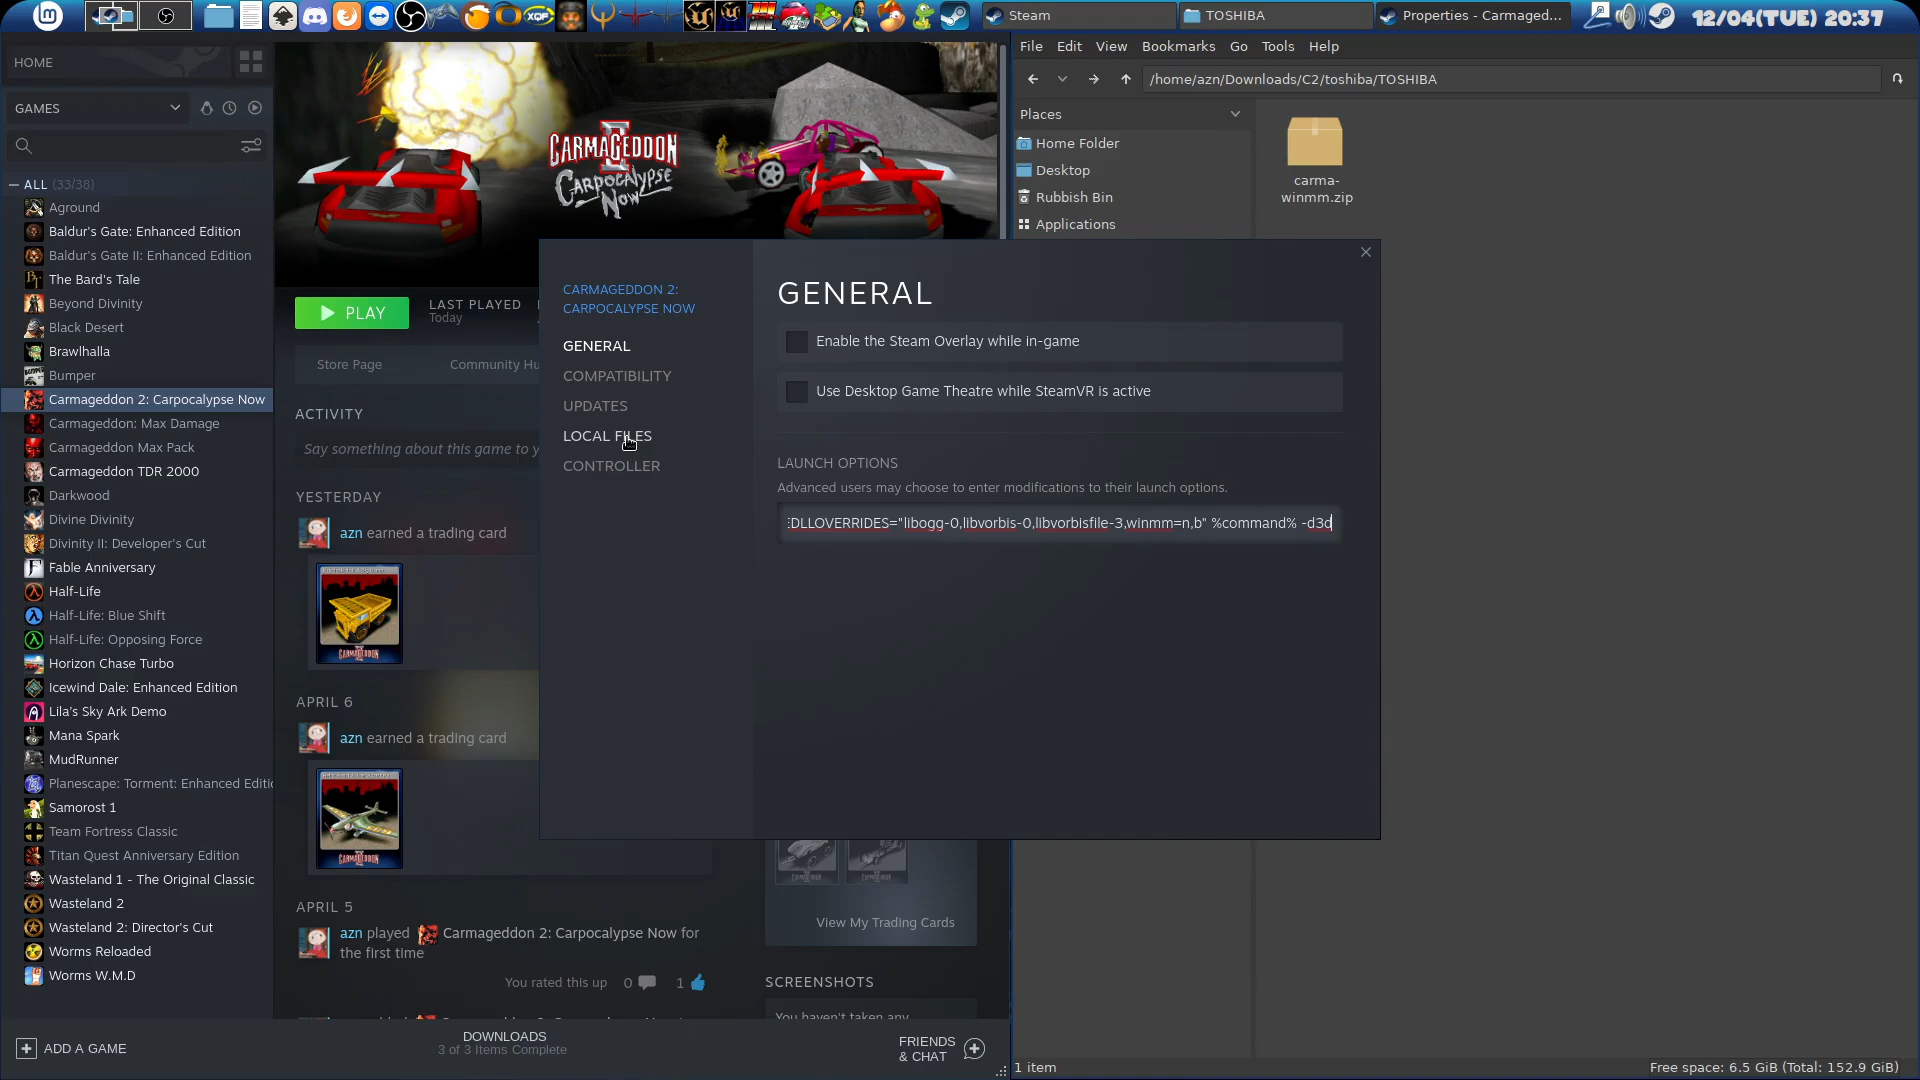 Steam
TOSHIBA
Properties - Carmaged...
12/04(TUE) 20:37
HOME
GAMES
ALL (33/38)
Aground
Baldur's Gate: Enhanced Edition
Baldur's Gate II: Enhanced Edition
The Bard's Tale
Beyond Divinity
Black Desert
Brawlhalla
Bumper
Carmageddon 2: Carpocalypse Now
Carmageddon: Max Damage
Carmageddon Max Pack
Carmageddon TDR 2000
Darkwood
Divine Divinity
Divinity II: Developer's Cut
Fable Anniversary
Half-Life
Half-Life: Blue Shift
Half-Life: Opposing Force
Horizon Chase Turbo
Icewind Dale: Enhanced Edition
Lila's Sky Ark Demo
Mana Spark
MudRunner
Planescape: Torment: Enhanced Editi
Samorost 1
Team Fortress Classic
Titan Quest Anniversary Edition
Wasteland 1 - The Original Classic
Wasteland 2
Wasteland 2: Director's Cut
Worms Reloaded
Worms W.M.D
ADD A GAME
CARMAGEDDON
CARPOCALYPSE
NOW
PLAY
LAST PLAYED
Today
Store Page
Community Hu
ACTIVITY
Say something about this game to y
YESTERDAY
azn earned a trading card
CARMAGEDDON
APRIL 6
azn earned a trading card
CARMAGEDDON
APRIL 5
azn played Carmageddon 2: Carpocalypse Now for
the first time
You rated this up 0 1
View My Trading Cards
SCREENSHOTS
You haven't taken any
DOWNLOADS
3 of 3 Items Complete
FRIENDS
& CHAT
CARMAGEDDON 2:
CARPOCALYPSE NOW
GENERAL
COMPATIBILITY
UPDATES
LOCAL FILES
CONTROLLER
GENERAL
Enable the Steam Overlay while in-game
Use Desktop Game Theatre while SteamVR is active
LAUNCH OPTIONS
Advanced users may choose to enter modifications to their launch options.
EDLLOVERRIDES="libogg-0,libvorbis-0,libvorbisfile-3,winmm=n,b" %command% -d3d
File Edit View Bookmarks Go Tools Help
/home/azn/Downloads/C2/toshiba/TOSHIBA
Places
Home Folder
Desktop
Rubbish Bin
Applications
carma-
winmm.zip
1 item
Free space: 6.5 GiB (Total: 152.9 GiB)